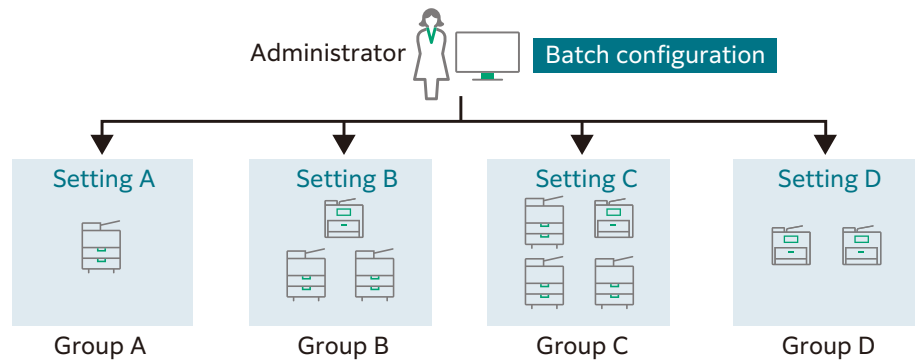 Administrator
Batch configuration
Setting A
Setting B
Setting C
Setting D
Group A
Group B
Group C
Group D